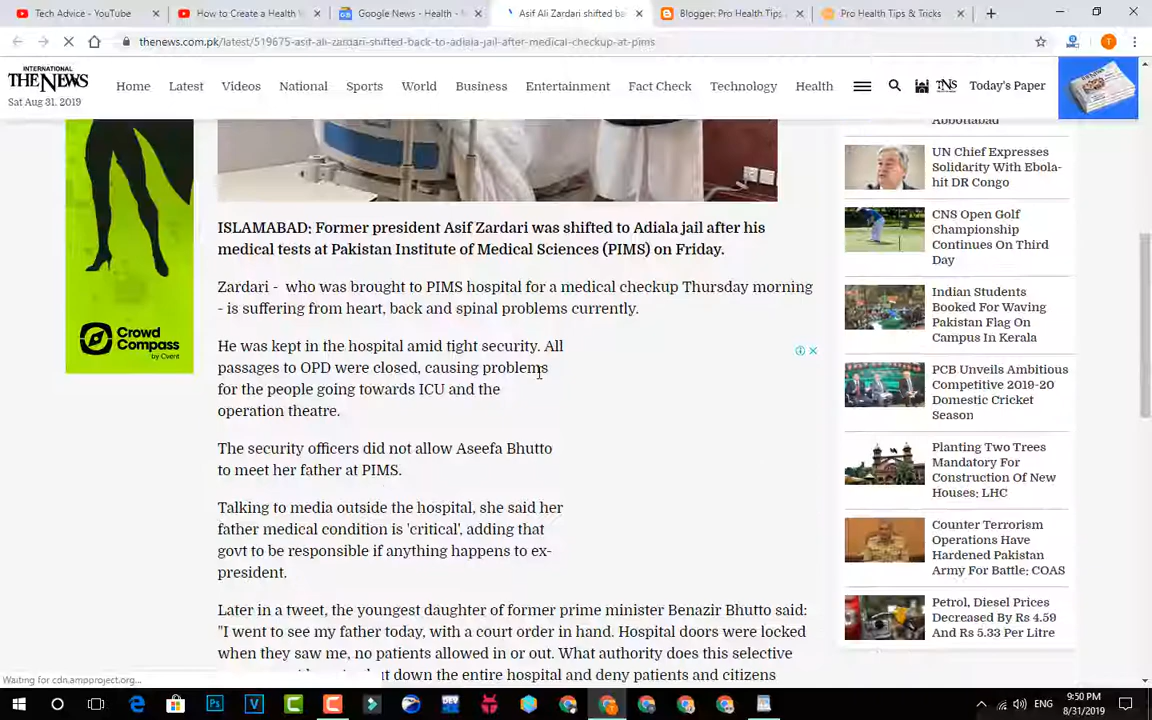 Tech Advice - YouTube
How to Create a Health
Google News - Health -
Asif Ali Zardari shifted ba
Blogger: Pro Health Tips
Pro Health Tips & Tricks
thenews.com.pk/latest/519675-asif-ali-zardari-shifted-back-to-adiala-jail-after-medical-checkup-at-pims
T
INTERNATIONAL
THE NEWS
Sat Aug 31, 2019
Home
Latest
Videos
National
Sports
World
Business
Entertainment
Fact Check
Technology
Health
TNS
Today's Paper
ISLAMABAD: Former president Asif Zardari was shifted to Adiala jail after his
medical tests at Pakistan Institute of Medical Sciences (PIMS) on Friday.
Zardari - who was brought to PIMS hospital for a medical checkup Thursday morning
- is suffering from heart, back and spinal problems currently.
He was kept in the hospital amid tight security. All
passages to OPD were closed, causing problems
for the people going towards ICU and the
operation theatre.
The security officers did not allow Aseefa Bhutto
to meet her father at PIMS.
Talking to media outside the hospital, she said her
father medical condition is 'critical', adding that
govt to be responsible if anything happens to ex-
president.
Later in a tweet, the youngest daughter of former prime minister Benazir Bhutto said:
"I went to see my father today, with a court order in hand. Hospital doors were locked
when they saw me, no patients allowed in or out. What authority does this selective
down the entire hospital and deny patients and citizens
Crowd
Compass
by Cvent
Abbottabad
UN Chief Expresses
Solidarity With Ebola-
hit DR Congo
CNS Open Golf
Championship
Continues On Third
Day
Indian Students
Booked For Waving
Pakistan Flag On
Campus In Kerala
PCB Unveils Ambitious
Competitive 2019-20
Domestic Cricket
Season
Planting Two Trees
Mandatory For
Construction Of New
Houses: LHC
Counter Terrorism
Operations Have
Hardened Pakistan
Army For Battle: COAS
Petrol, Diesel Prices
Decreased By Rs 4.59
And Rs 5.33 Per Litre
Waiting for cdn.ampproject.org...
Ps
V
DEV
ENG
9:50 PM
8/31/2019